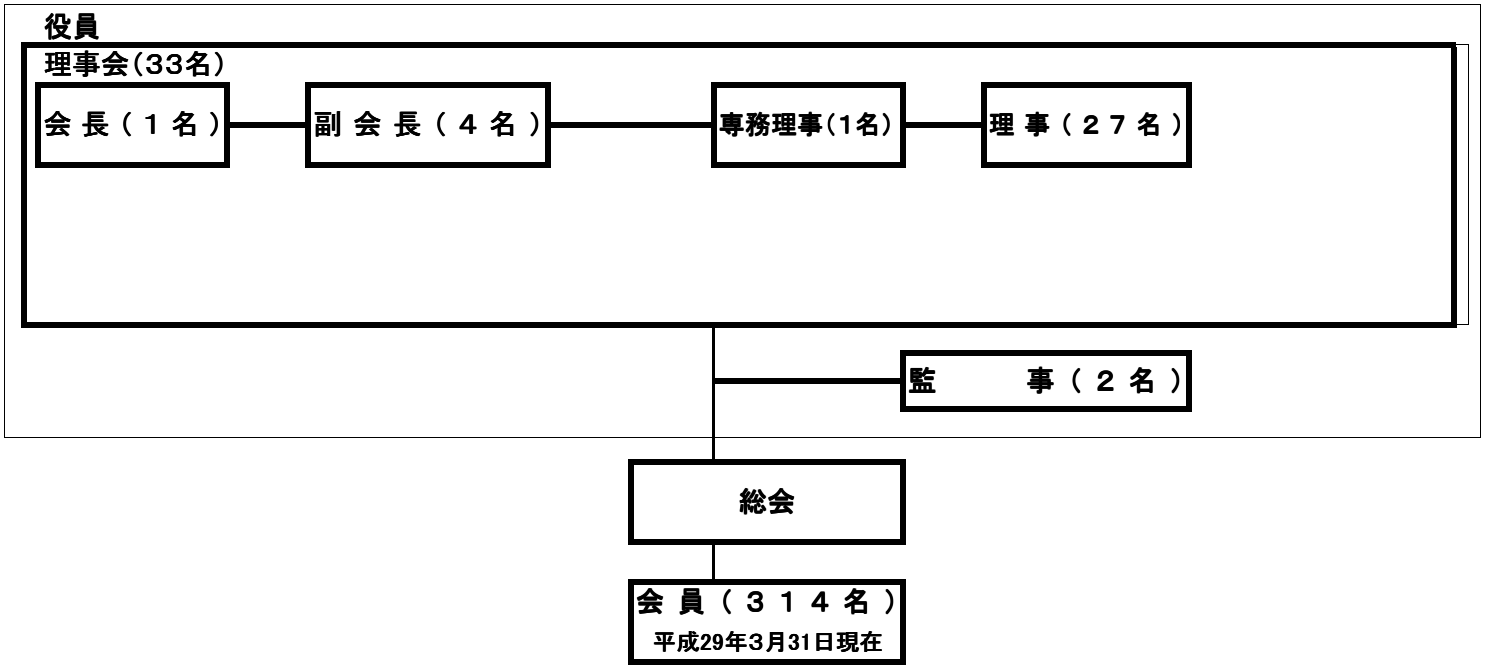 役員
理事会（33名）
会長（１名）
副会長（４名）
専務理事（1名）
理事（２７名）
監　　　事（２名）
総会
会員（３１４名）
平成29年３月31日現在